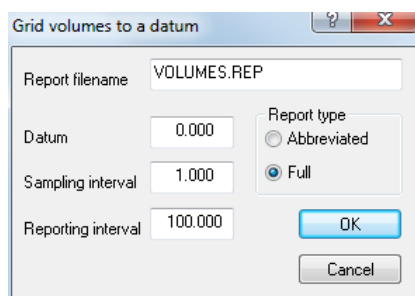 Grid volumes to a datum
?
X
Report filename VOLUMES.REP
Datum 0.000
Report type
Abbreviated
Sampling interval 1.000
Full
Reporting interval 100.000
OK
Cancel